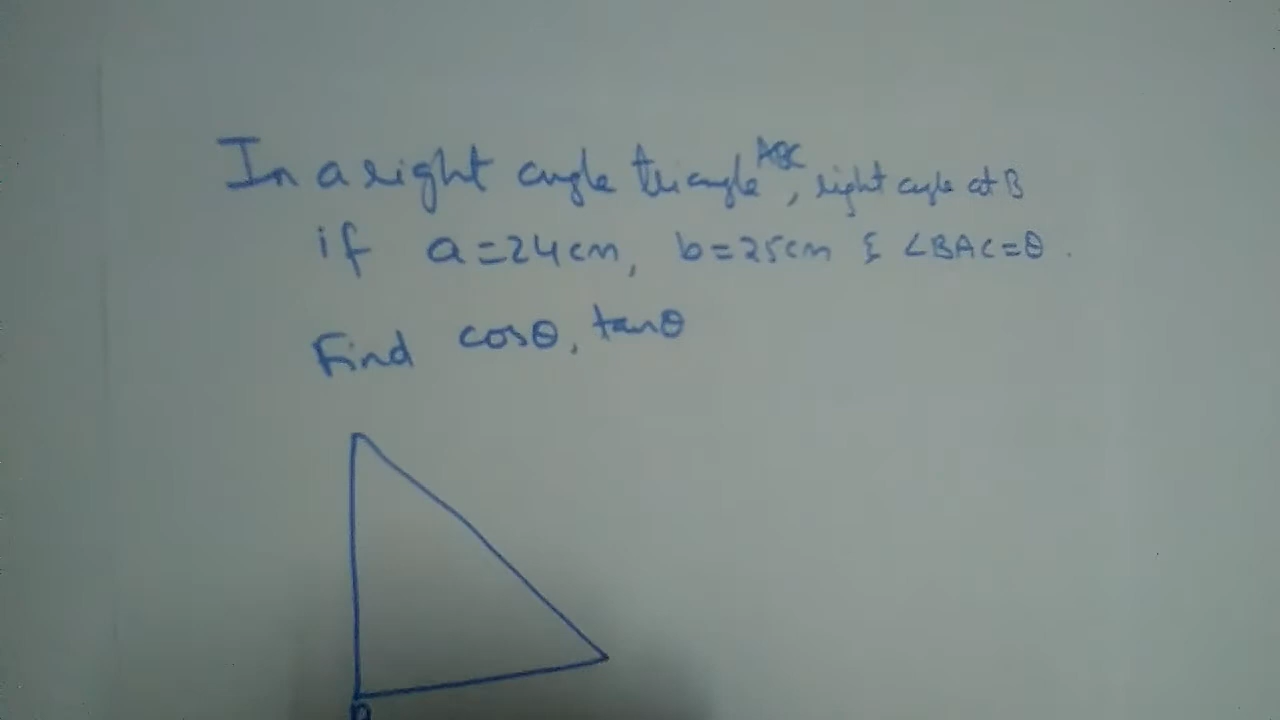 In a right angle triangle ABC, right angle at B
if a=24cm, b=25cm & ∠BAC=θ.
Find cosθ, tanθ
B